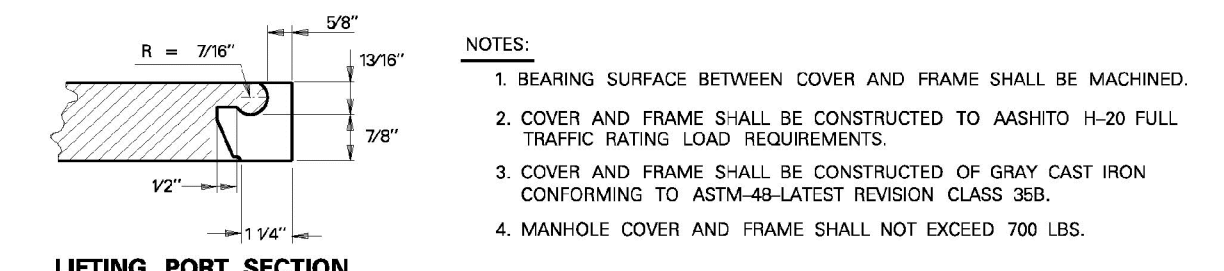 5/8"
R = 7/16"
13/16"
7/8"
1/2"
1 1/4"
LIFTING PORT SECTION
NOTES:
1. BEARING SURFACE BETWEEN COVER AND FRAME SHALL BE MACHINED.
2. COVER AND FRAME SHALL BE CONSTRUCTED TO AASHITO H-20 FULL
TRAFFIC RATING LOAD REQUIREMENTS.
3. COVER AND FRAME SHALL BE CONSTRUCTED OF GRAY CAST IRON
CONFORMING TO ASTM-48-LATEST REVISION CLASS 35B.
4. MANHOLE COVER AND FRAME SHALL NOT EXCEED 700 LBS.